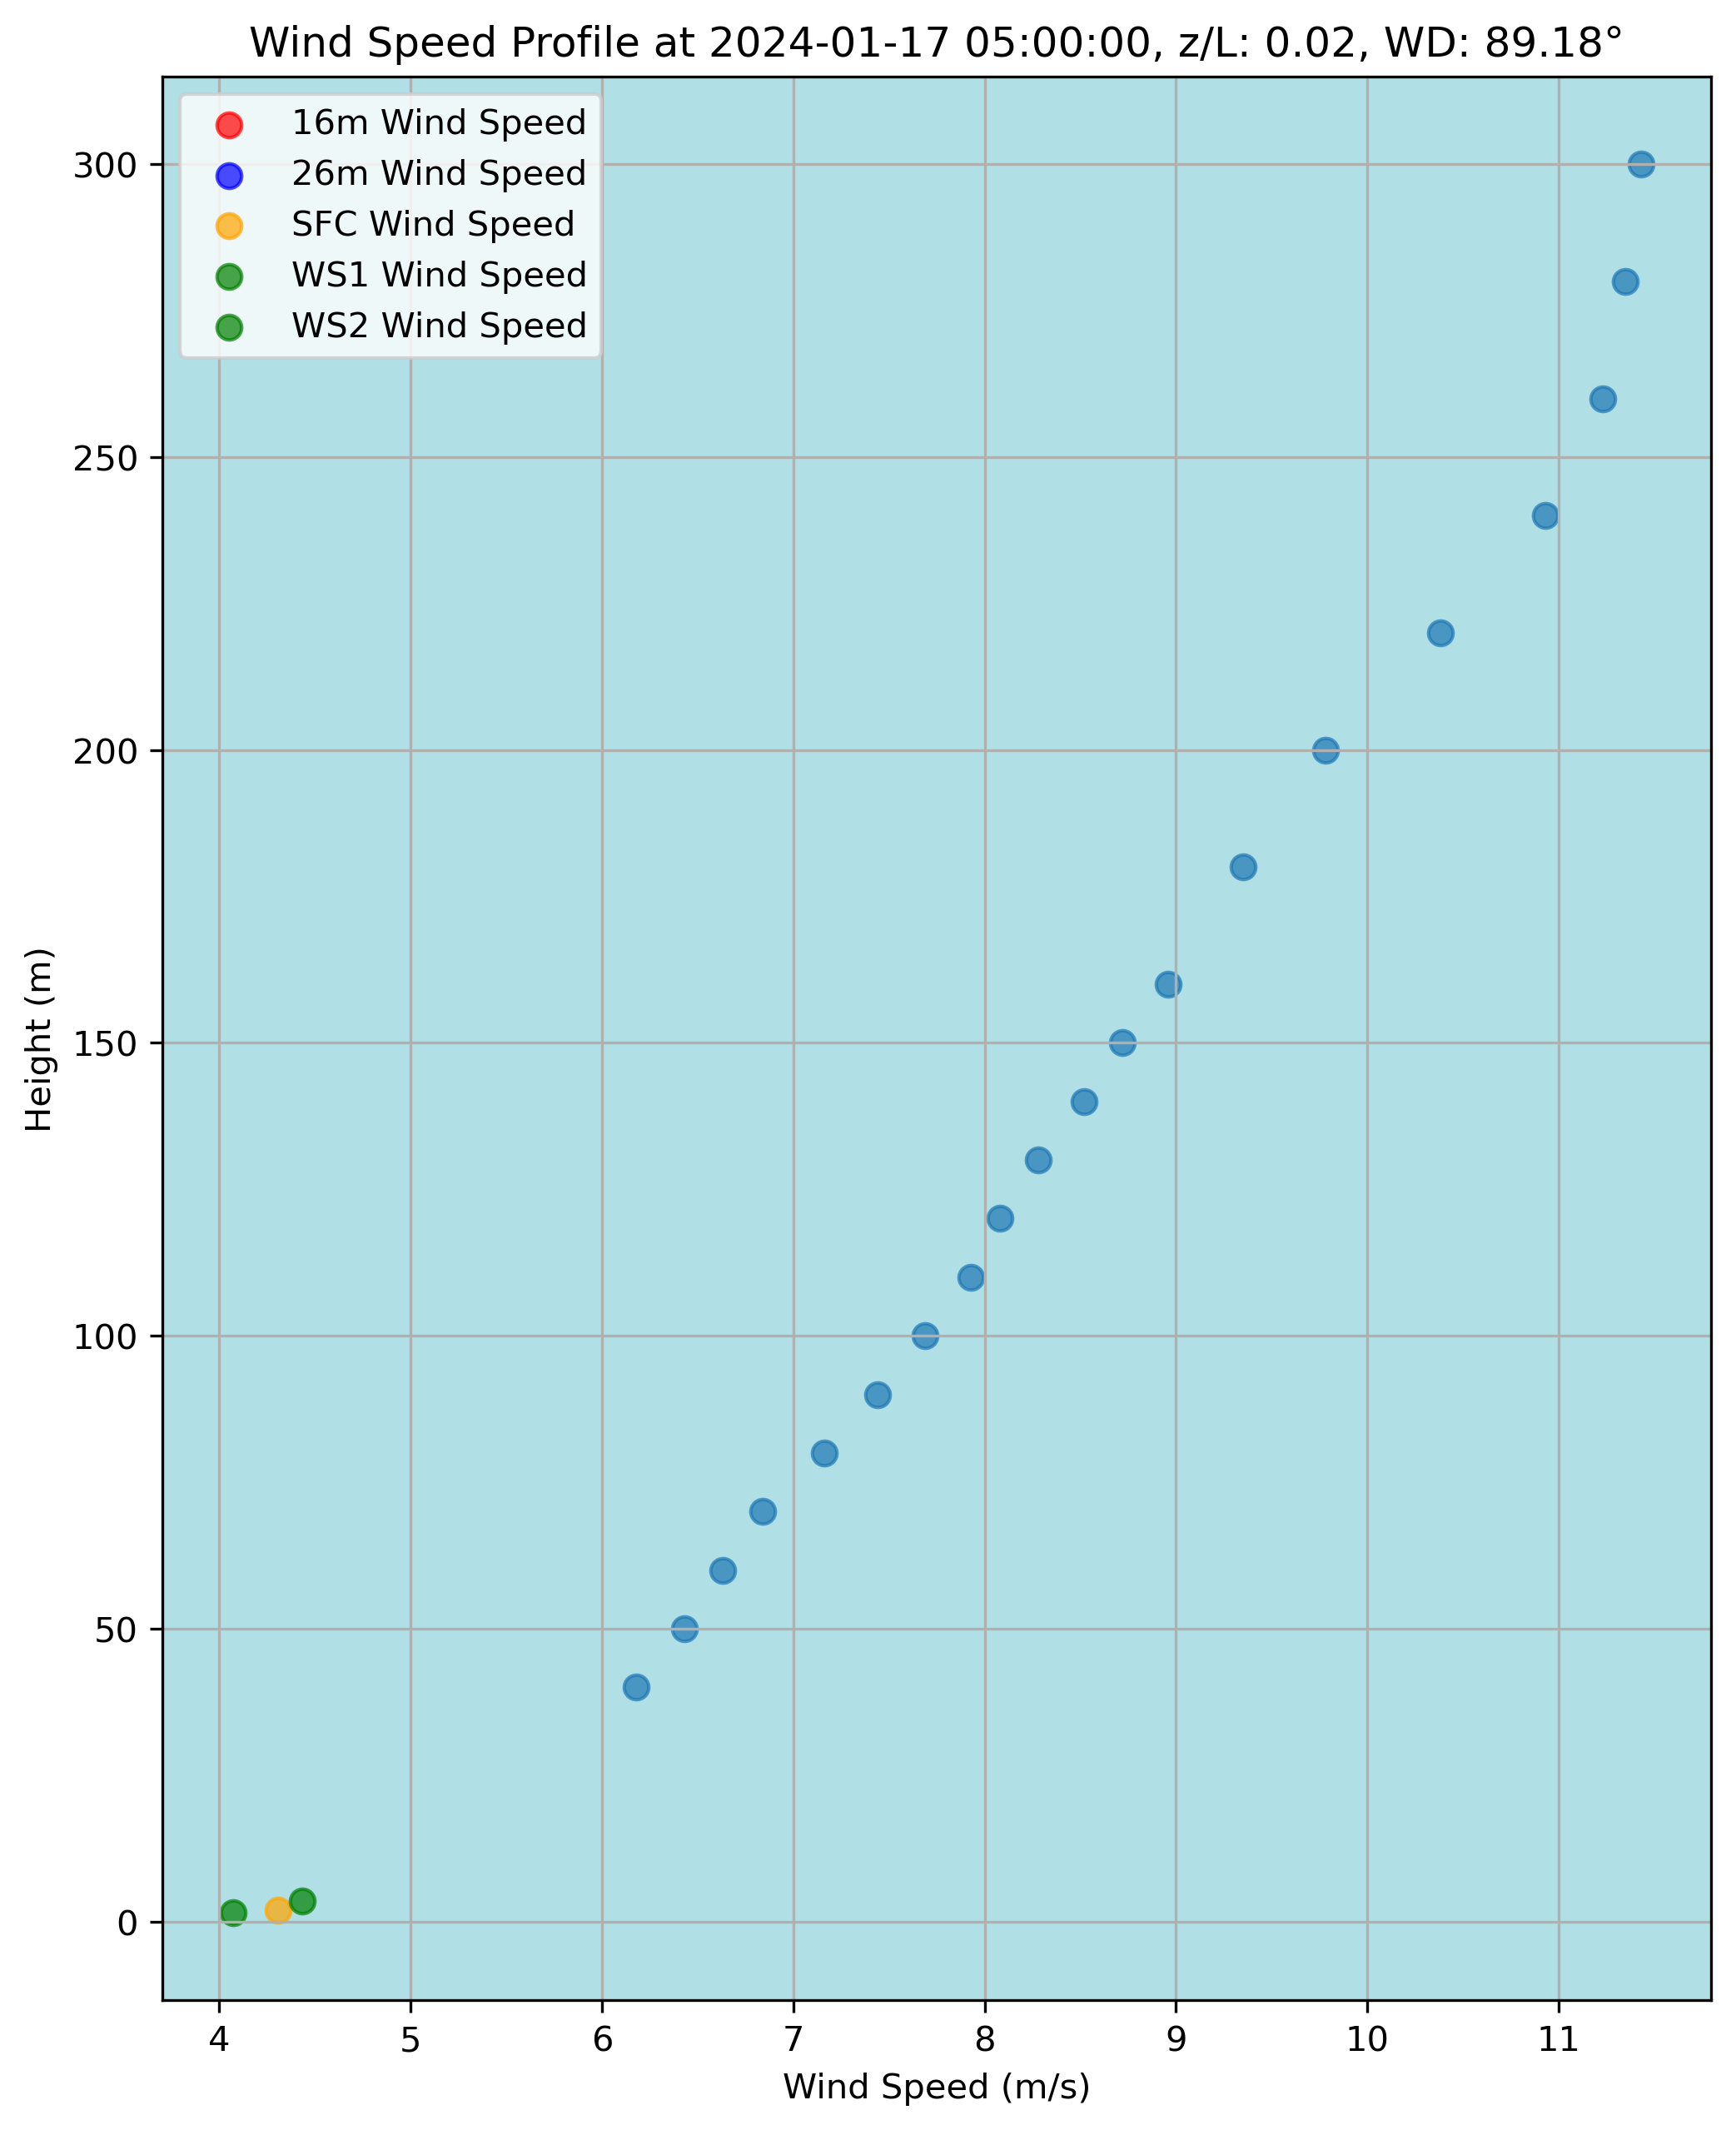 Wind Speed Profile at 2024-01-17 05:00:00, z/L: 0.02, WD: 89.18°
16m Wind Speed
26m Wind Speed
SFC Wind Speed
WS1 Wind Speed
WS2 Wind Speed
300
250
200
150
100
50
0
Height (m)
4 5 6 7 8 9 10 11
Wind Speed (m/s)